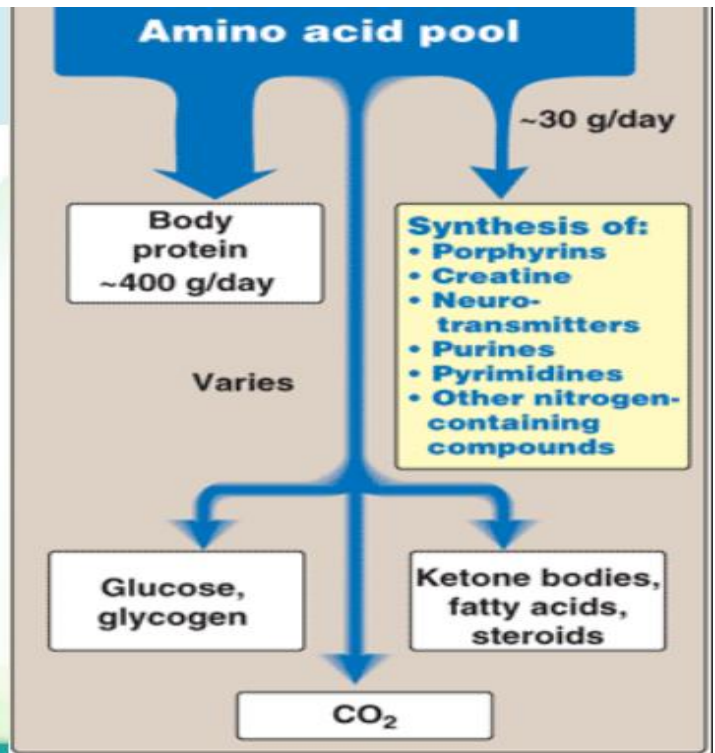 Amino acid pool
~30 g/day
Body
protein
~400 g/day
Synthesis of:
• Porphyrins
• Creatine
• Neuro-
transmitters
• Purines
• Pyrimidines
• Other nitrogen-
containing
compounds
Varies
Glucose,
glycogen
Ketone bodies,
fatty acids,
steroids
CO₂